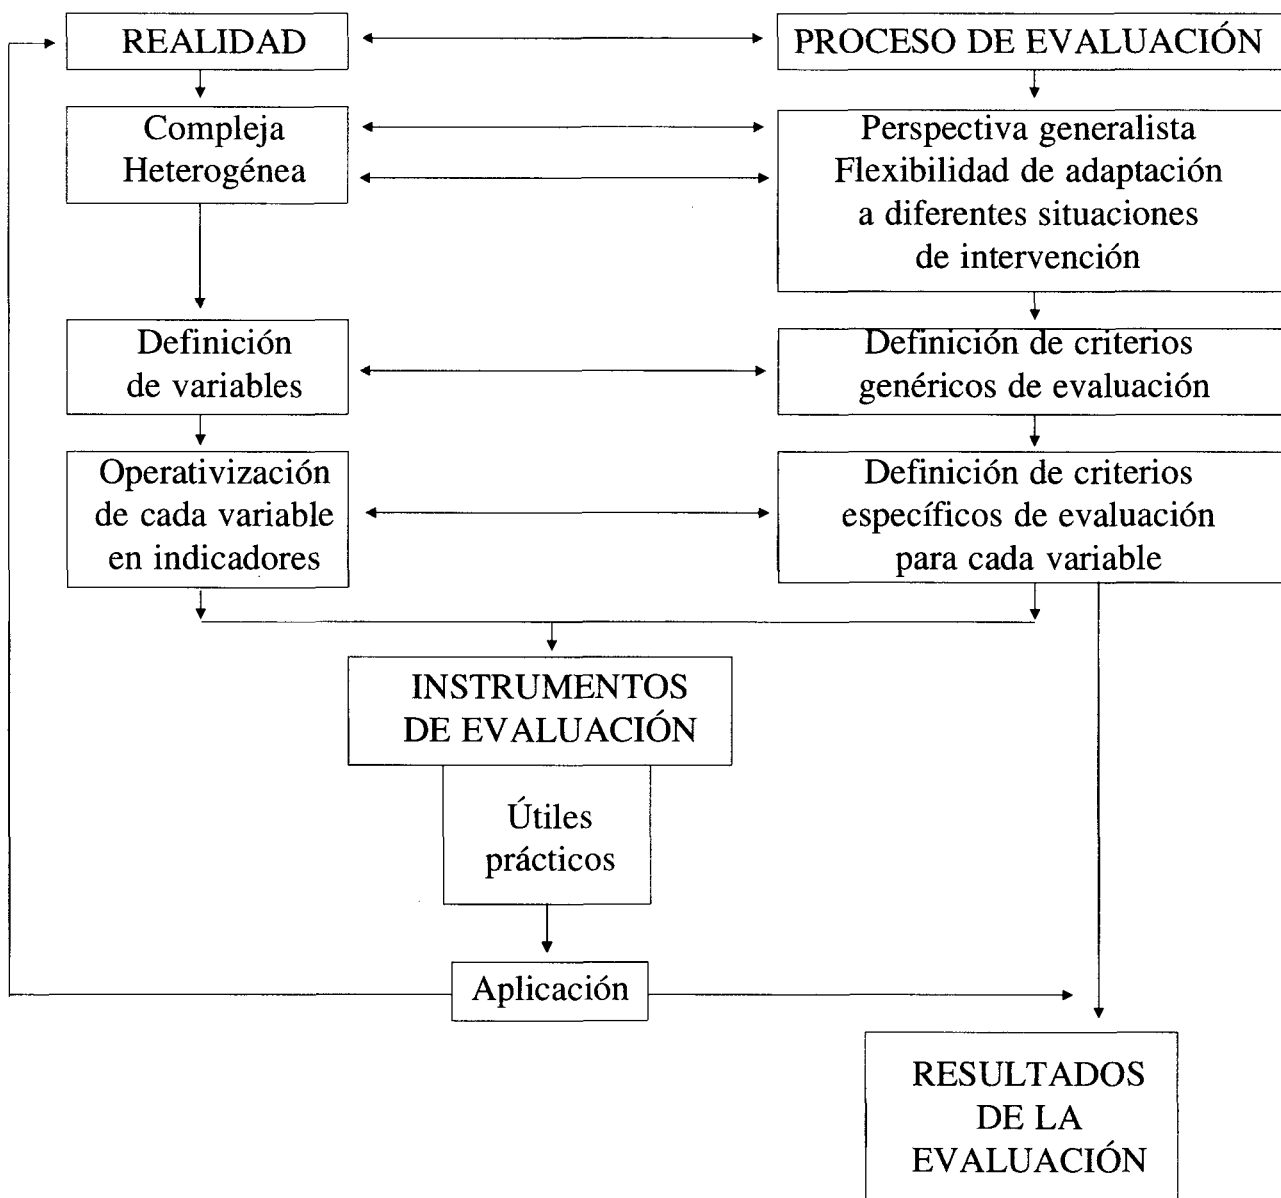 REALIDAD
PROCESO DE EVALUACIÓN
Compleja
Heterogénea
Perspectiva generalista
Flexibilidad de adaptación
a diferentes situaciones
de intervención
Definición
de variables
Definición de criterios
genéricos de evaluación
Operativización
de cada variable
en indicadores
Definición de criterios
específicos de evaluación
para cada variable
INSTRUMENTOS
DE EVALUACIÓN
Útiles
prácticos
Aplicación
RESULTADOS
DE LA
EVALUACIÓN